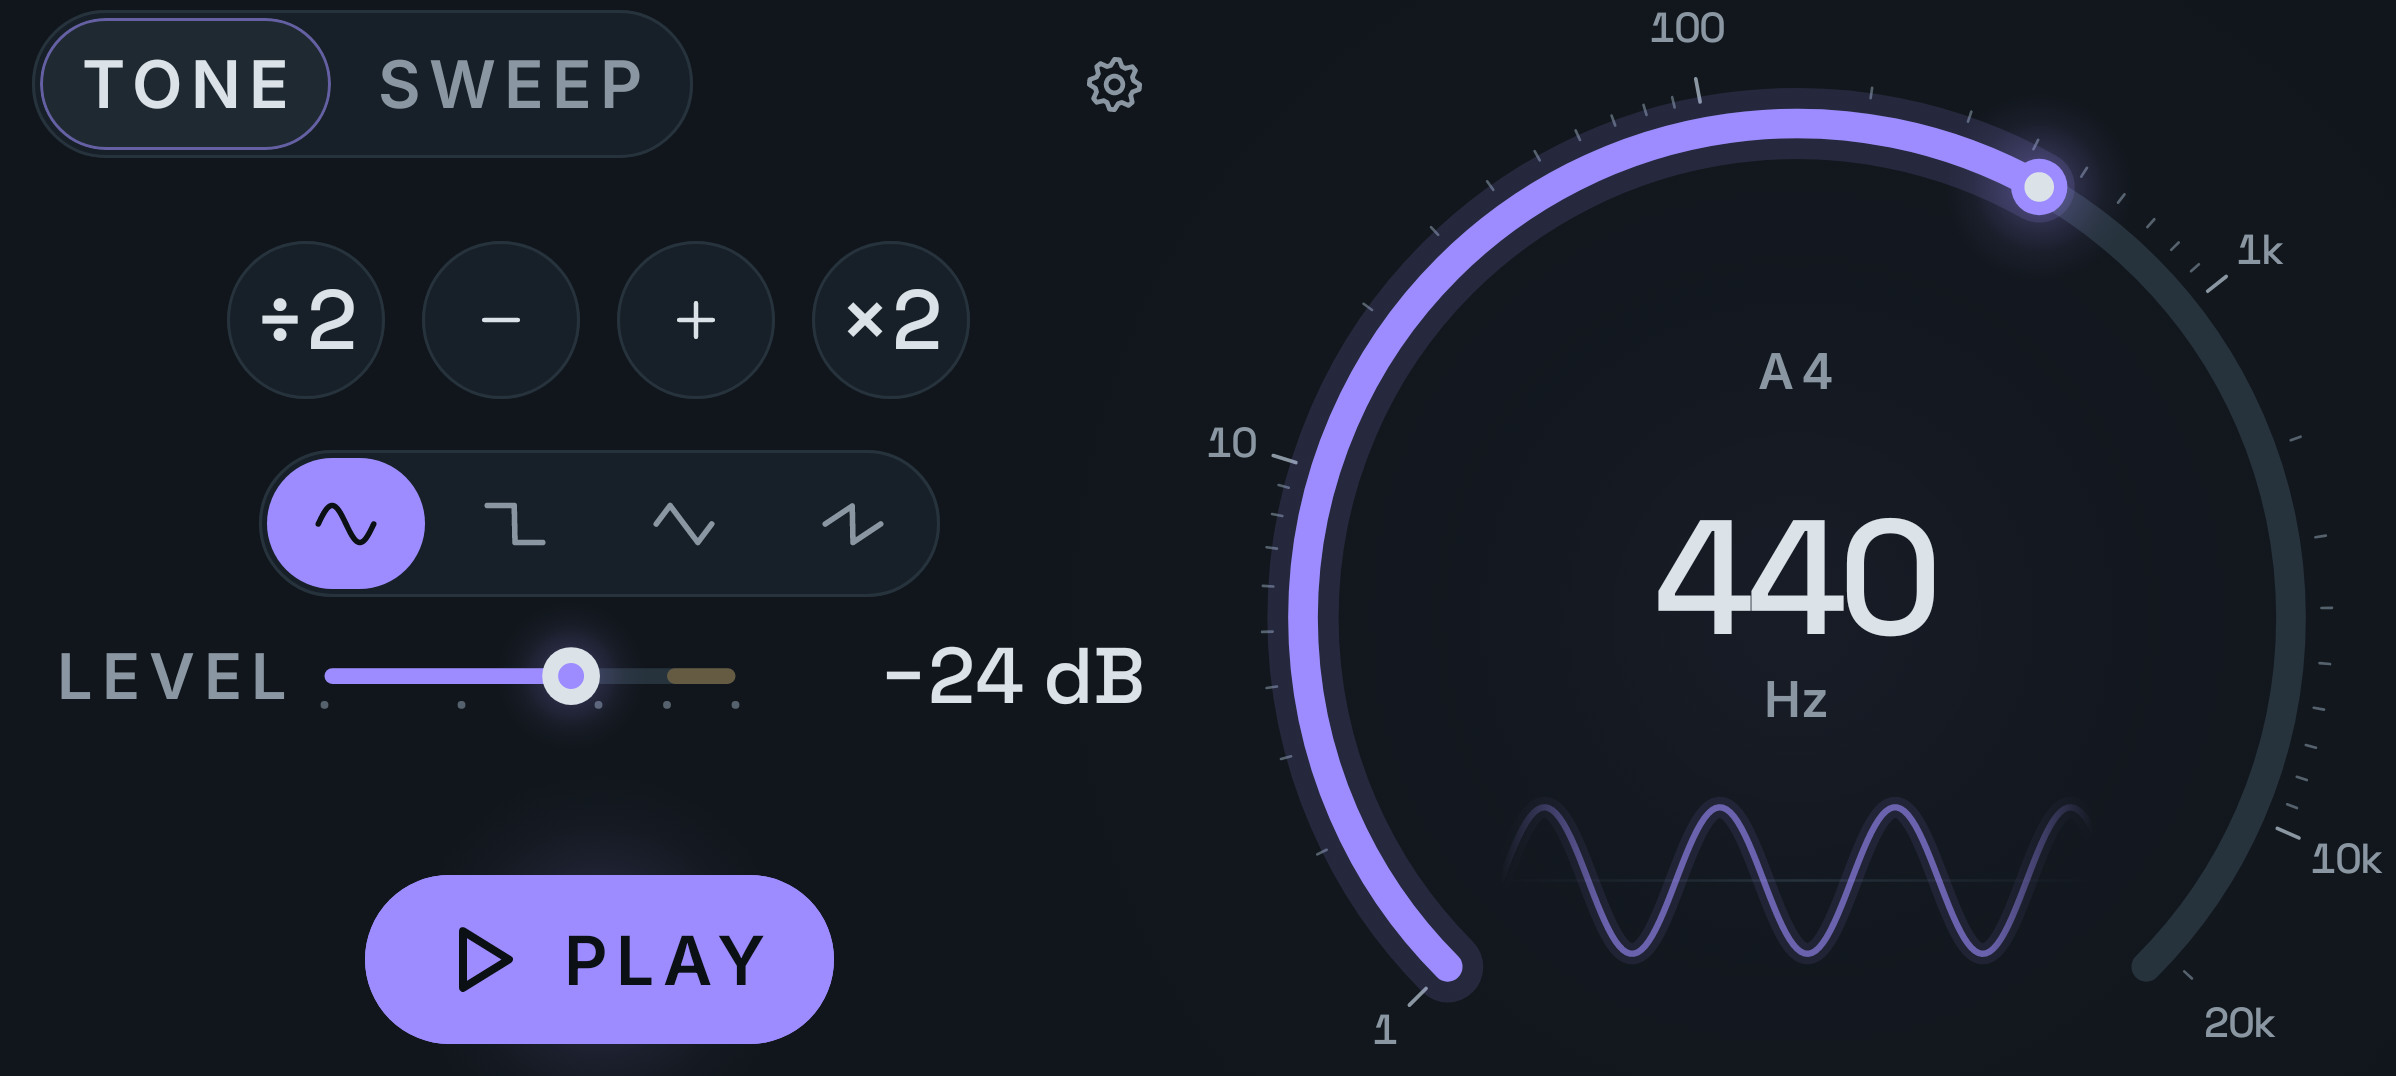 TONE SWEEP
÷2 − + ×2
LEVEL −24 dB
PLAY
100
1k
10
A4
440
Hz
10k
1
20k